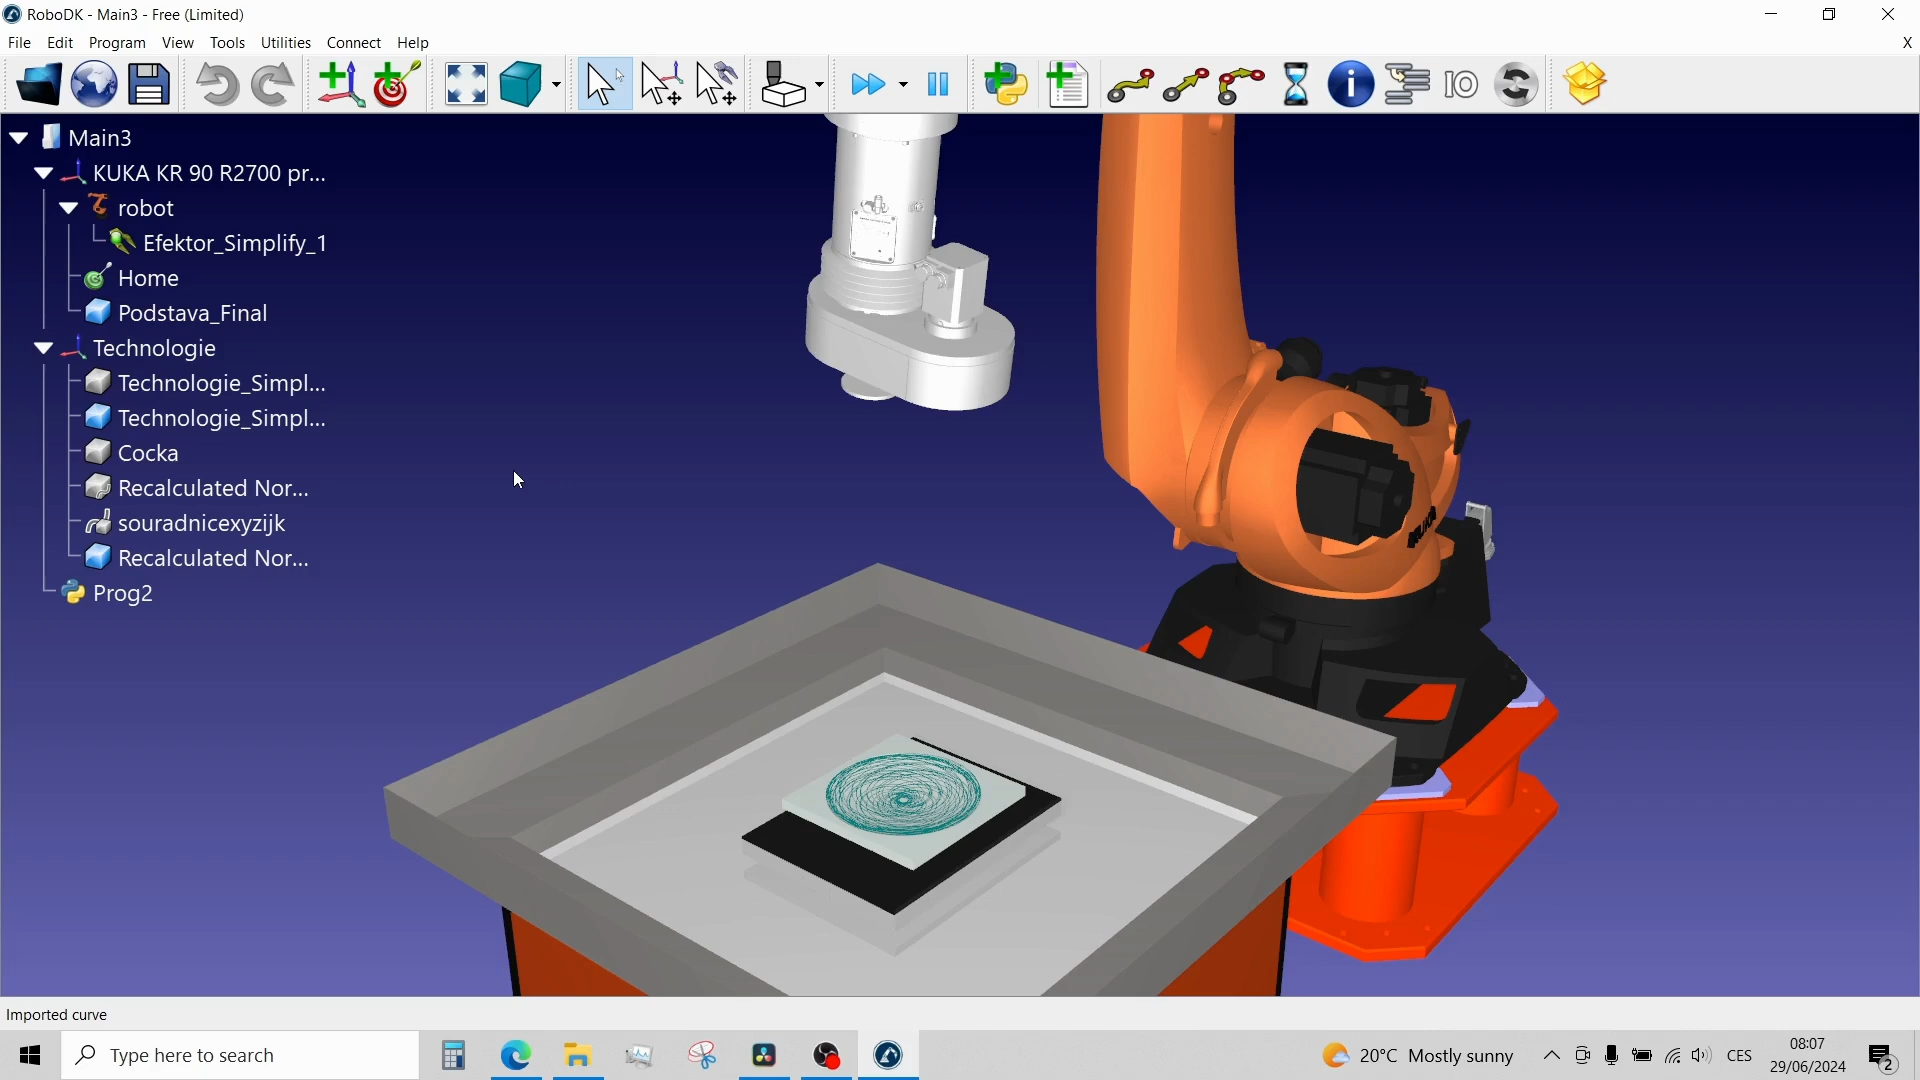 RoboDK - Main3 - Free (Limited)
File Edit Program View Tools Utilities Connect Help
X
IO
Main3
KUKA KR 90 R2700 pr...
robot
Efektor_Simplify_1
Home
Podstava_Final
Technologie
Technologie_Simpl...
Technologie_Simpl...
Cocka
Recalculated Nor...
souradnicexyzijk
Recalculated Nor...
Prog2
Imported curve
Type here to search
20°C Mostly sunny
CES
08:07
29/06/2024
2